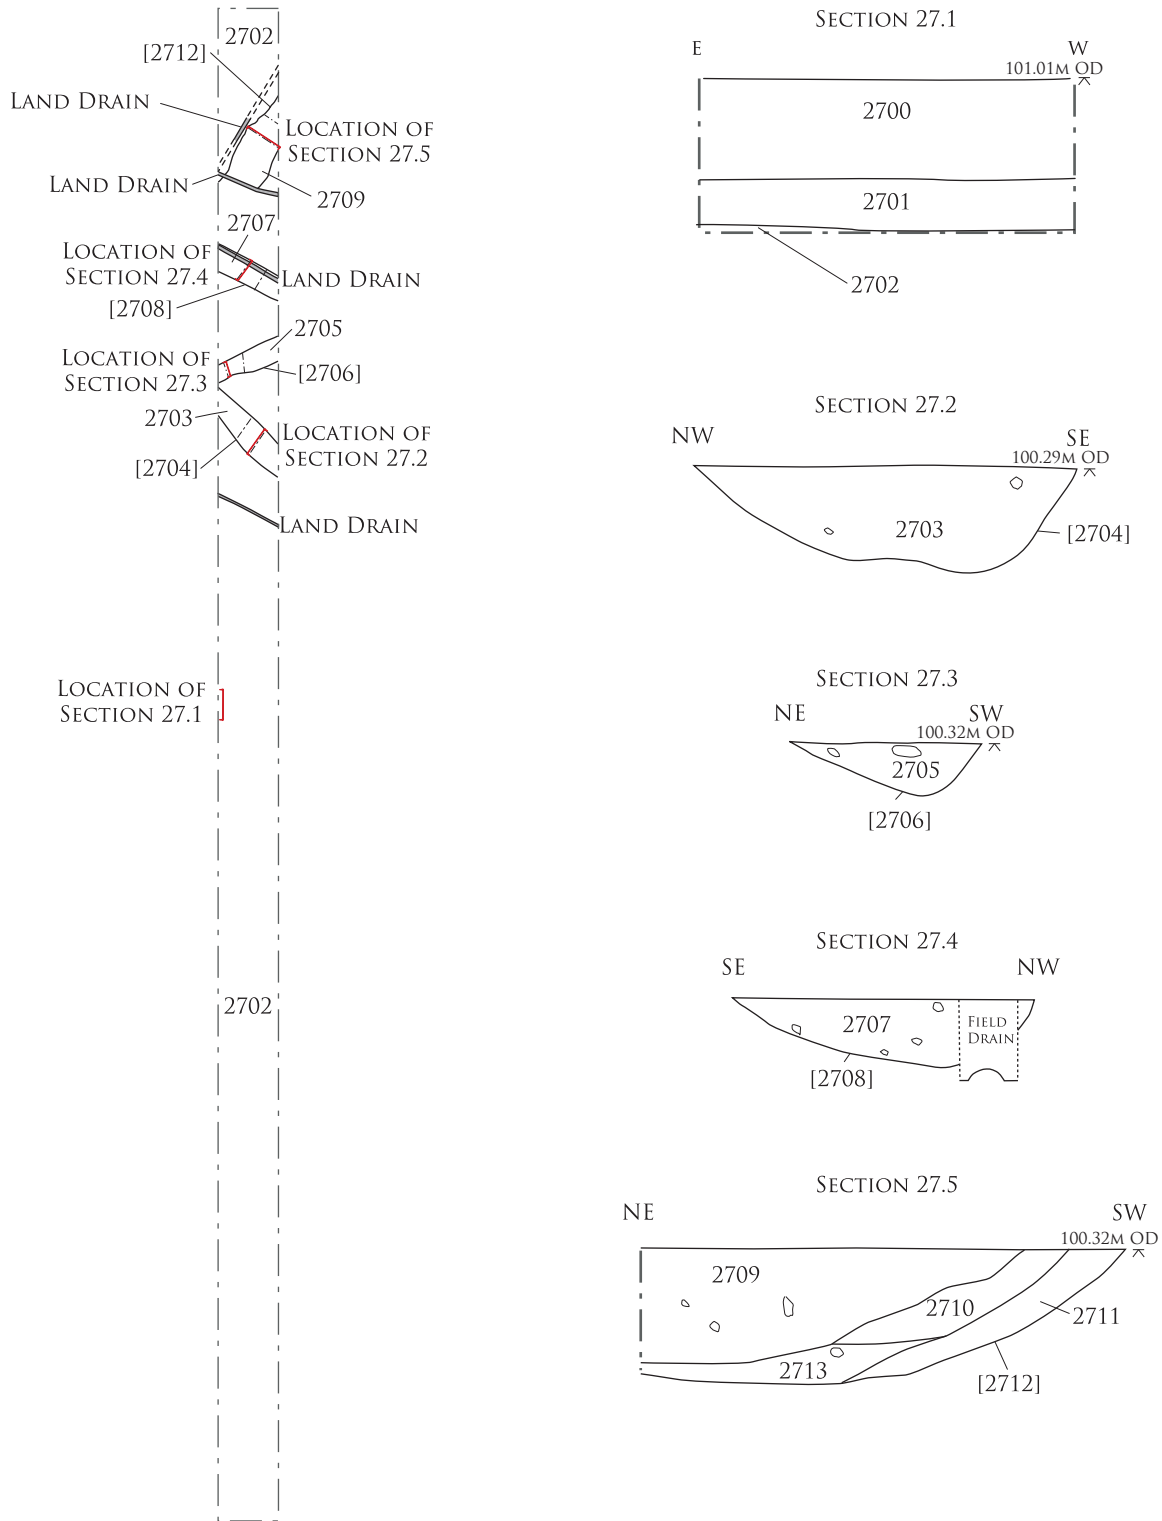 2702
[2712]
Land Drain
Location of
Section 27.5
Land Drain
2709
2707
Location of
Section 27.4
Land Drain
[2708]
2705
Location of
Section 27.3
[2706]
2703
Location of
Section 27.2
[2704]
Land Drain
Location of
Section 27.1
2702
Section 27.1
E
W
101.01m OD
2700
2701
2702
Section 27.2
NW
SE
100.29m OD
2703
[2704]
Section 27.3
NE
SW
100.32m OD
2705
[2706]
Section 27.4
SE
NW
2707
Field
Drain
[2708]
Section 27.5
NE
SW
100.32m OD
2709
2710
2711
2713
[2712]